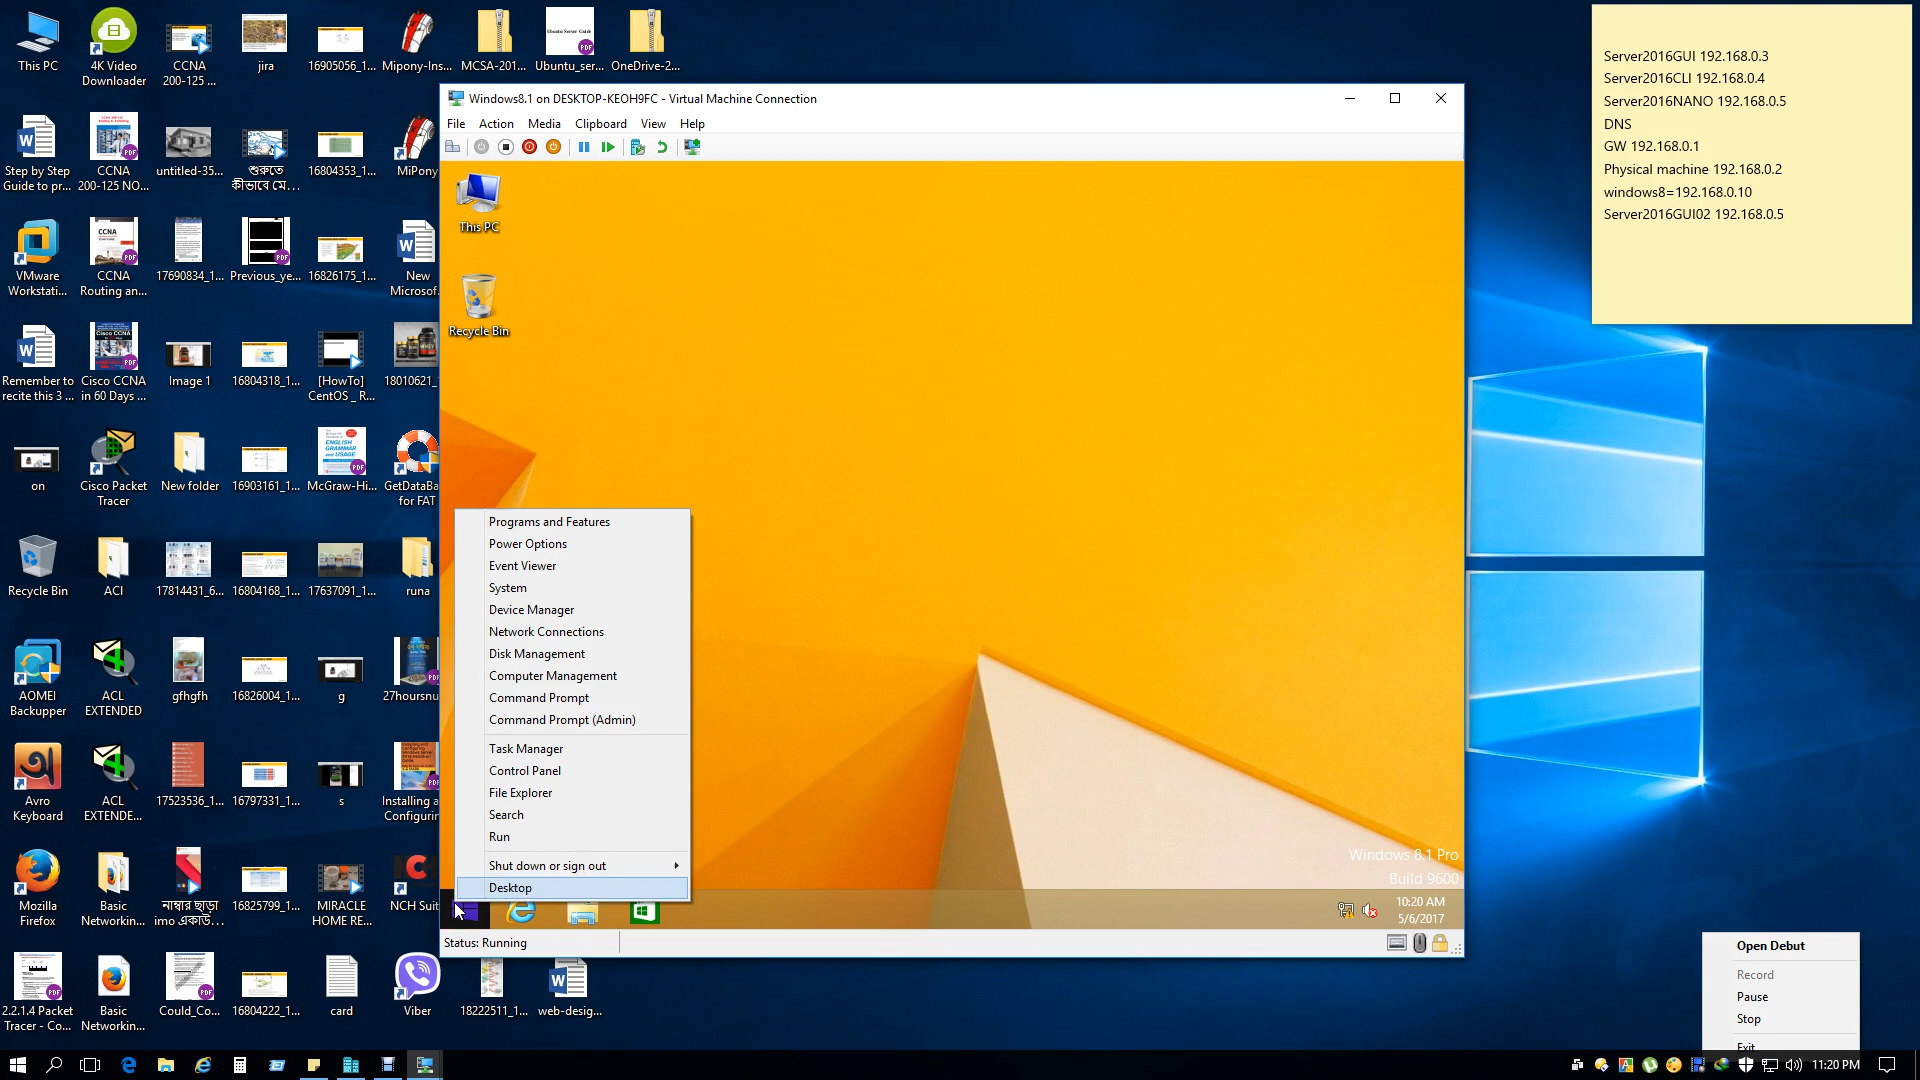 This PC
4K Video
Downloader
CCNA
200-125 ...
jira
16905056_1...
Mipony-Ins...
MCSA-201...
Ubuntu_ser...
OneDrive-2...
Step by Step
Guide to pr...
CCNA
200-125 NO...
untitled-35...
শুরুতে
কীভাবে মে...
16804353_1...
MiPony
VMware
Workstati...
CCNA
Routing an...
17690834_1...
Previous_ye...
16826175_1...
New
Microsof
Remember to
recite this 3 ...
Cisco CCNA
in 60 Days ...
Image 1
16804318_1...
[HowTo]
CentOS _ R...
18010621_
on
Cisco Packet
Tracer
New folder
16903161_1...
McGraw-Hi...
GetDataBa
for FAT
Recycle Bin
ACI
17814431_6...
16804168_1...
17637091_1...
runa
AOMEI
Backupper
ACL
EXTENDED
gfhgfh
16826004_1...
g
27hoursnu
Avro
Keyboard
ACL
EXTENDE...
17523536_1...
16797331_1...
s
Installing a
Configurin
Mozilla
Firefox
Basic
Networkin...
নাম্বার ছাড়া
imo একাউ...
16825799_1...
MIRACLE
HOME RE...
NCH Suit
2.2.1.4 Packet
Tracer - Co...
Basic
Networkin...
Could_Co...
16804222_1...
card
Viber
18222511_1...
web-desig...
Windows8.1 on DESKTOP-KEOH9FC - Virtual Machine Connection
File Action Media Clipboard View Help
This PC
Recycle Bin
Programs and Features
Power Options
Event Viewer
System
Device Manager
Network Connections
Disk Management
Computer Management
Command Prompt
Command Prompt (Admin)
Task Manager
Control Panel
File Explorer
Search
Run
Shut down or sign out
Desktop
Windows 8.1 Pro
Build 9600
10:20 AM
5/6/2017
Status: Running
Server2016GUI 192.168.0.3
Server2016CLI 192.168.0.4
Server2016NANO 192.168.0.5
DNS
GW 192.168.0.1
Physical machine 192.168.0.2
windows8=192.168.0.10
Server2016GUI02 192.168.0.5
Open Debut
Record
Pause
Stop
Exit
11:20 PM